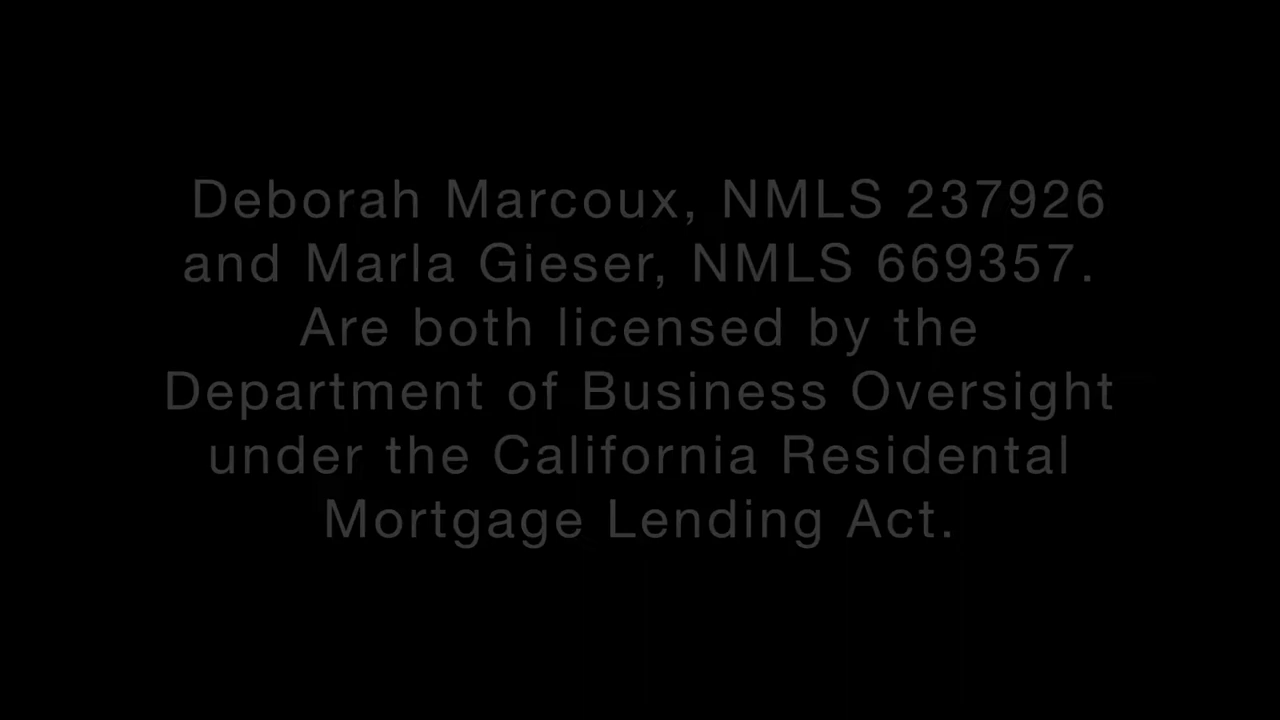 Deborah Marcoux, NMLS 237926
and Marla Gieser, NMLS 669357.
Are both licensed by the
Department of Business Oversight
under the California Residental
Mortgage Lending Act.